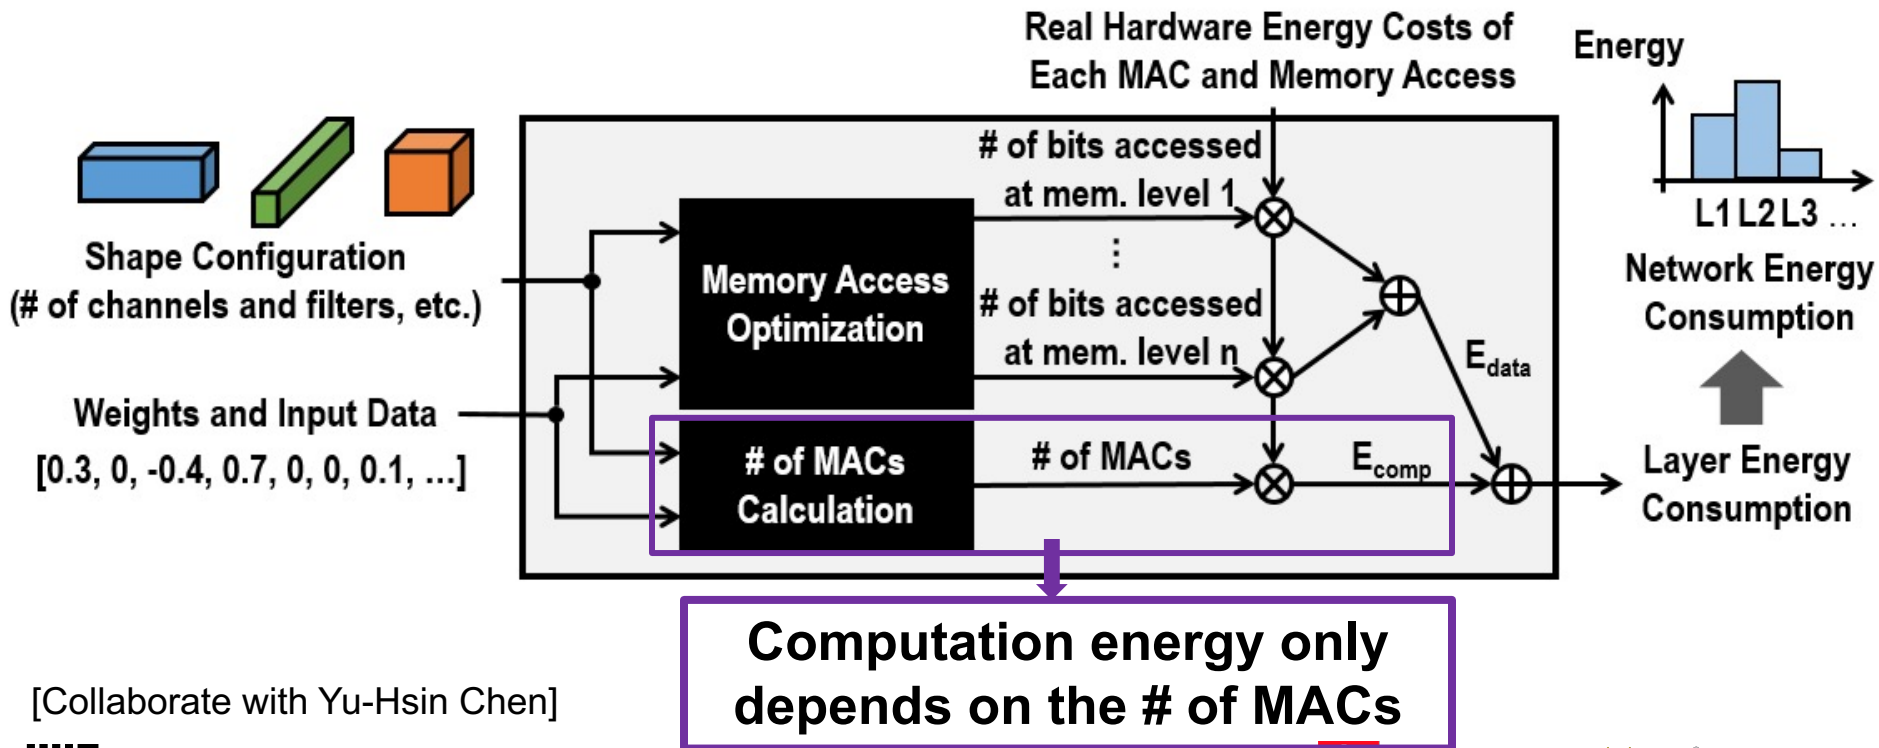 Real Hardware Energy Costs of
Each MAC and Memory Access
Energy
# of bits accessed
at mem. level 1
⋮
# of bits accessed
at mem. level n
Shape Configuration
(# of channels and filters, etc.)
Memory Access
Optimization
Weights and Input Data
[0.3, 0, -0.4, 0.7, 0, 0, 0.1, …]
# of MACs
Calculation
# of MACs
E_comp
E_data
L1 L2 L3 …
Network Energy
Consumption
Layer Energy
Consumption
Computation energy only
depends on the # of MACs
[Collaborate with Yu-Hsin Chen]